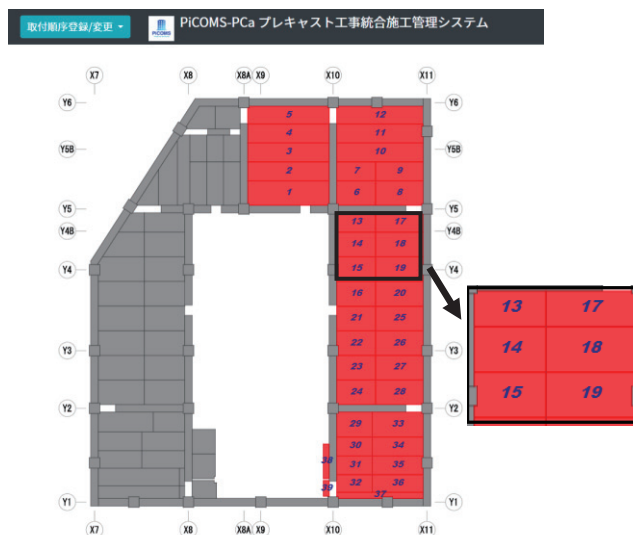 取付順序登録/変更
PiCOMS
PiCOMS-PCa プレキャスト工事統合施工管理システム
X7 X8 X8A X9 X10 X11
Y6 5 12 Y6
4 11
Y5B 3 10 Y5B
2 7 9
1 6 8
Y5 Y5
13 17
Y4B Y4B
14 18
Y4 15 19 Y4
16 20
21 25
22 26
Y3 Y3
23 27
24 28
Y2 Y2
29 33
30 34
38 31 35
39 32 36
37
Y1 Y1
X7 X8 X8A X9 X10 X11
13 17
14 18
15 19